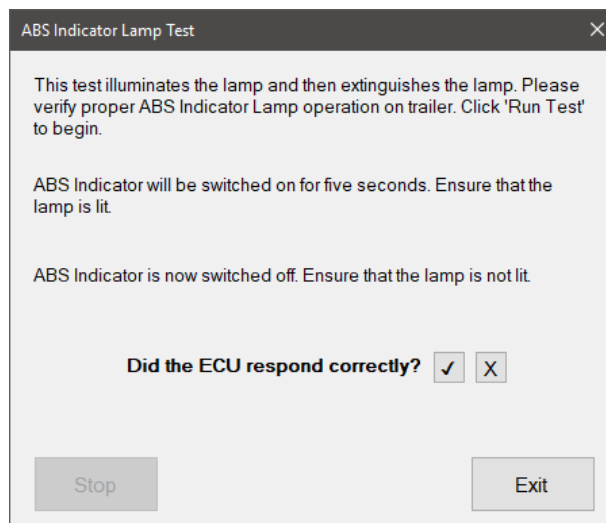 ABS Indicator Lamp Test
This test illuminates the lamp and then extinguishes the lamp. Please
verify proper ABS Indicator Lamp operation on trailer. Click 'Run Test'
to begin.
ABS Indicator will be switched on for five seconds. Ensure that the
lamp is lit.
ABS Indicator is now switched off. Ensure that the lamp is not lit.
Did the ECU respond correctly? ✓ X
Stop Exit